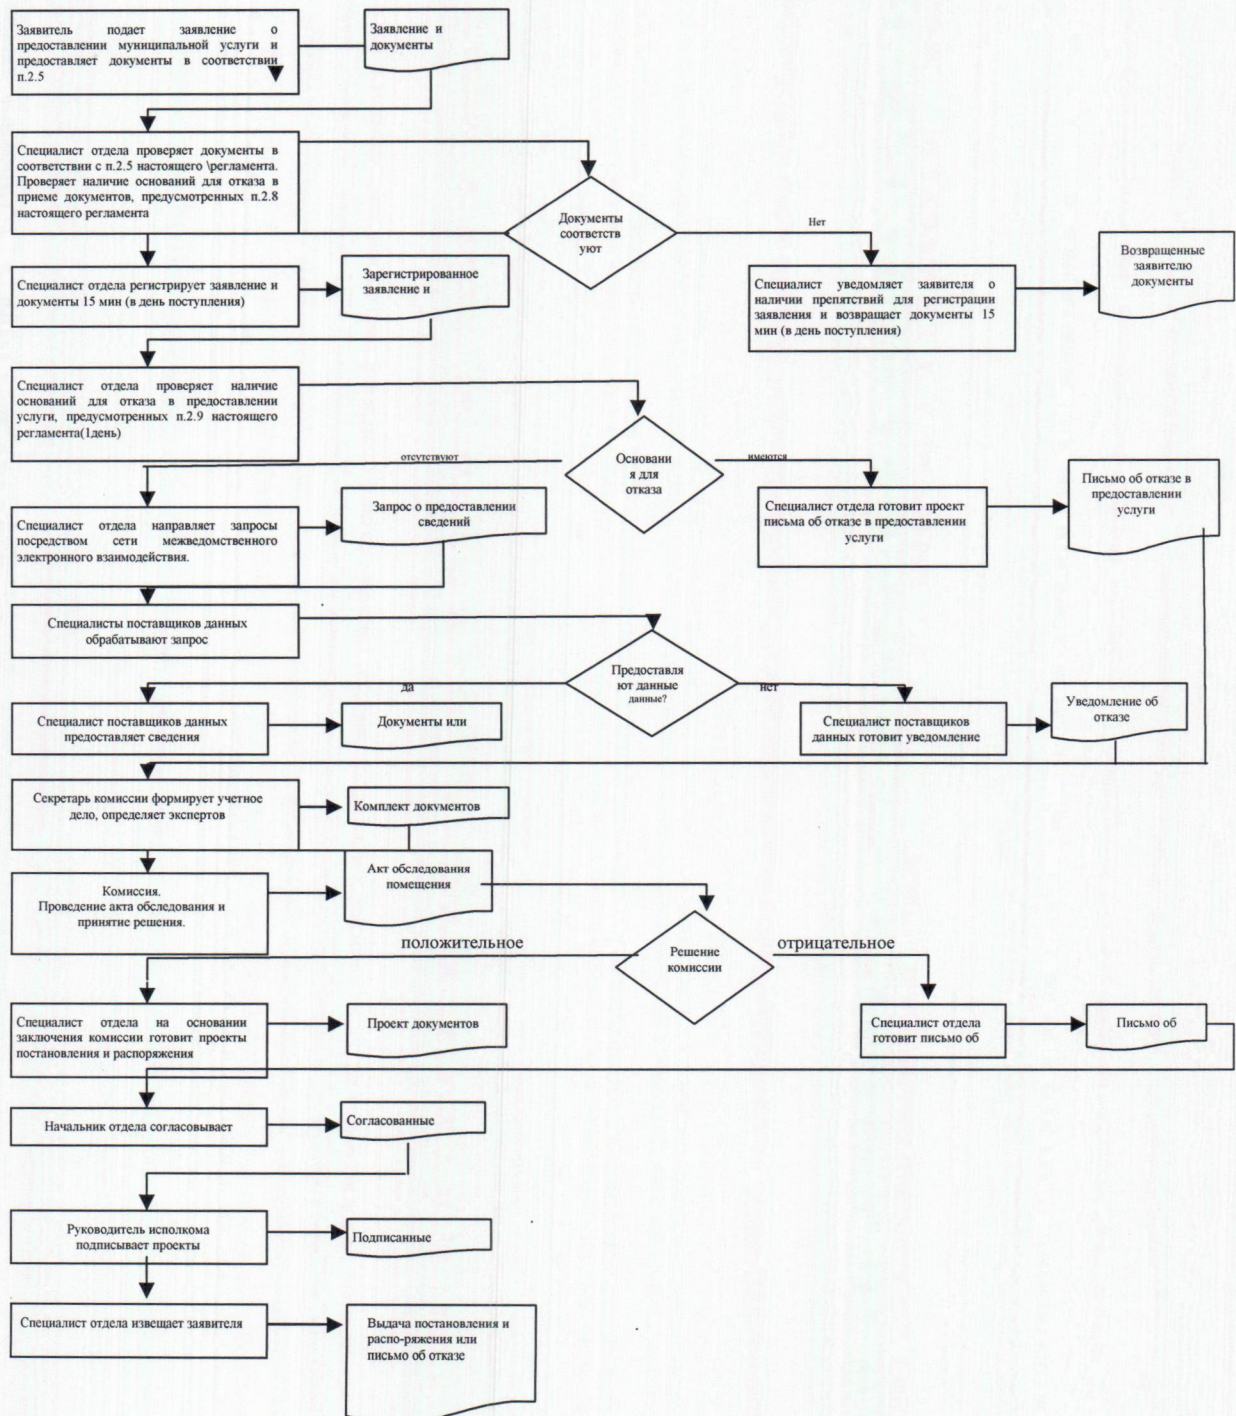 Заявитель подает заявление о
предоставлении муниципальной услуги и
предоставляет документы в соответствии
п.2.5
Заявление и
документы
Специалист отдела проверяет документы в
соответствии с п.2.5 настоящего \регламента.
Проверяет наличие оснований для отказа в
приеме документов, предусмотренных п.2.8
настоящего регламента
Документы
соответств
уют
Нет
Специалист отдела регистрирует заявление и
документы 15 мин (в день поступления)
Зарегистрированное
заявление и
Специалист уведомляет заявителя о
наличии препятствий для регистрации
заявления и возвращает документы 15
мин (в день поступления)
Возвращенные
заявителю
документы
Специалист отдела проверяет наличие
оснований для отказа в предоставлении
услуги, предусмотренных п.2.9 настоящего
регламента(1день)
Основани
я для
отказа
отсутствуют
имеются
Специалист отдела направляет запросы
посредством сети межведомственного
электронного взаимодействия.
Запрос о предоставлении
сведений
Специалист отдела готовит проект
письма об отказе в предоставлении
услуги
Письмо об отказе в
предоставлении
услуги
Специалисты поставщиков данных
обрабатывают запрос
Предоставля
ют данные
данные?
да
нет
Специалист поставщиков данных
предоставляет сведения
Документы или
Специалист поставщиков
данных готовит уведомление
Уведомление об
отказе
Секретарь комиссии формирует учетное
дело, определяет экспертов
Комплект документов
Комиссия.
Проведение акта обследования и
принятие решения.
Акт обследования
помещения
Решение
комиссии
положительное
отрицательное
Специалист отдела на основании
заключения комиссии готовит проекты
постановления и распоряжения
Проект документов
Специалист отдела
готовит письмо об
Письмо об
Начальник отдела согласовывает
Согласованные
Руководитель исполкома
подписывает проекты
Подписанные
Специалист отдела извещает заявителя
Выдача постановления и
распо-ряжения или
письмо об отказе